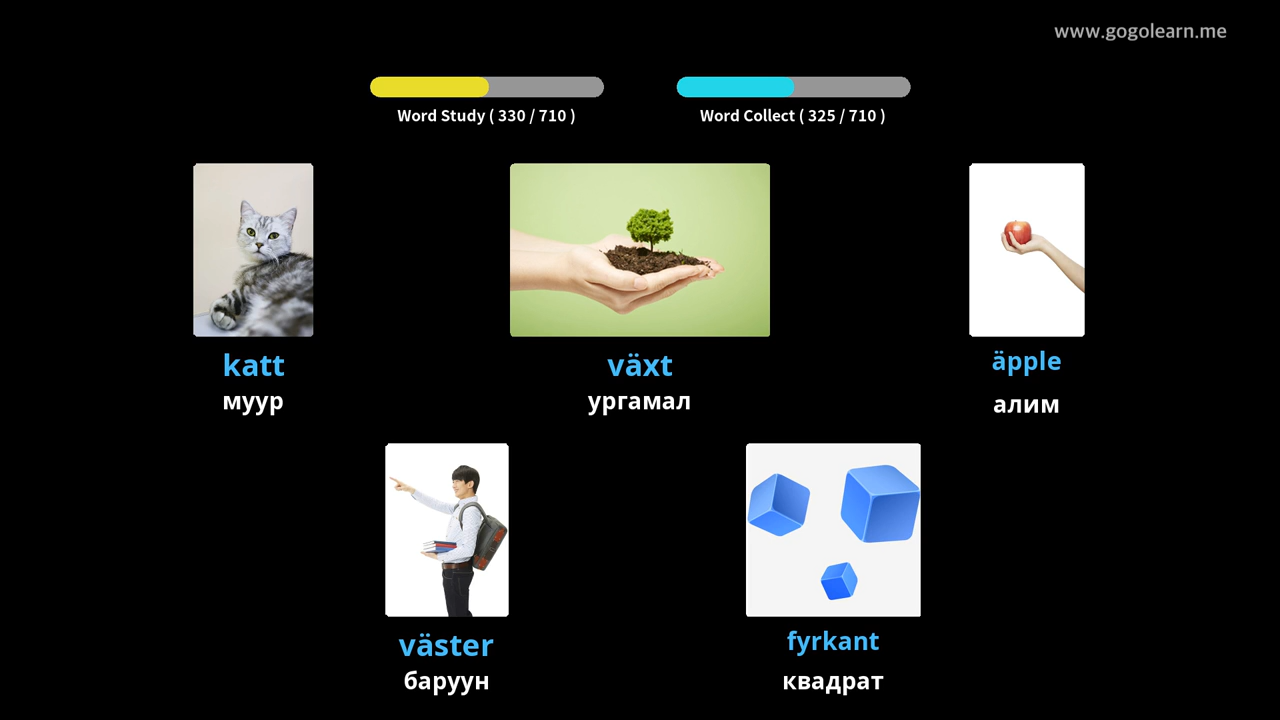 www.gogolearn.me
Word Study ( 330 / 710 )
Word Collect ( 325 / 710 )
katt
муур
växt
ургамал
äpple
алим
väster
баруун
fyrkant
квадрат